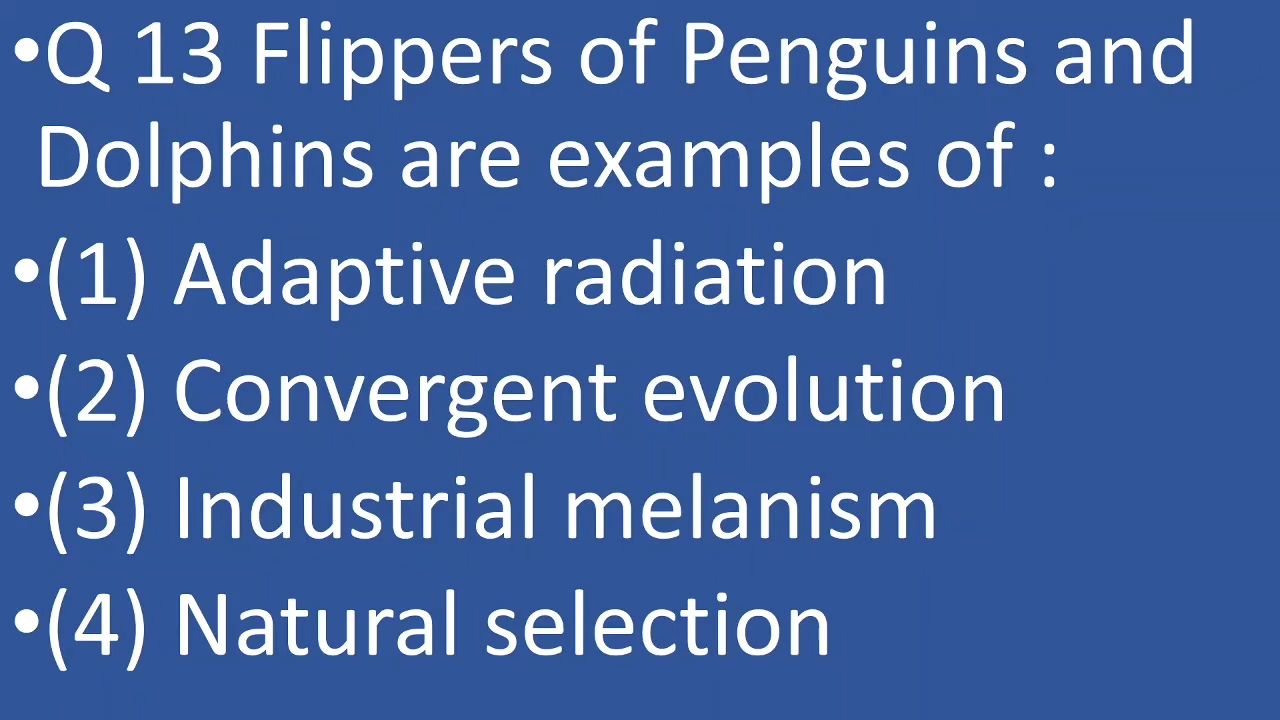 •Q 13 Flippers of Penguins and
Dolphins are examples of :
•(1) Adaptive radiation
•(2) Convergent evolution
•(3) Industrial melanism
•(4) Natural selection